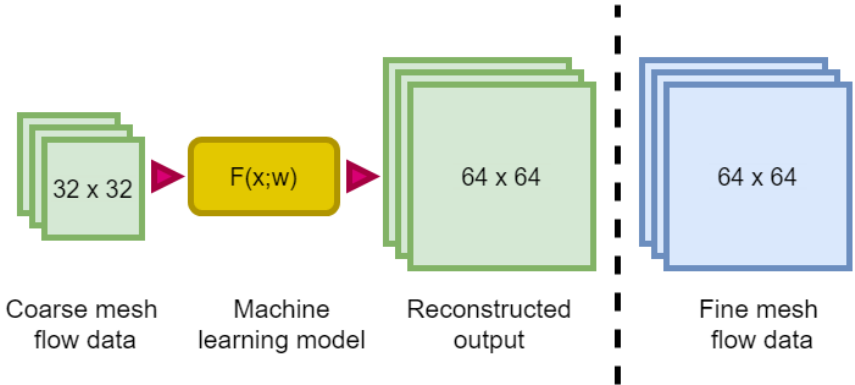 32 x 32
F(x;w)
64 x 64
64 x 64
Coarse mesh
flow data
Machine
learning model
Reconstructed
output
Fine mesh
flow data